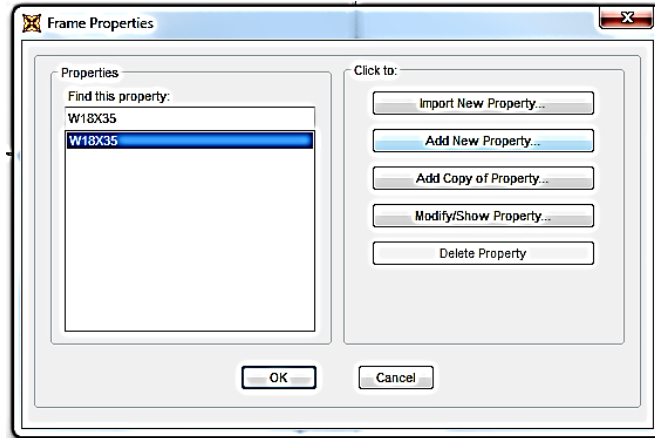 Frame Properties
Properties
Find this property:
W18X35
W18X35
Click to:
Import New Property...
Add New Property...
Add Copy of Property...
Modify/Show Property...
Delete Property
OK
Cancel